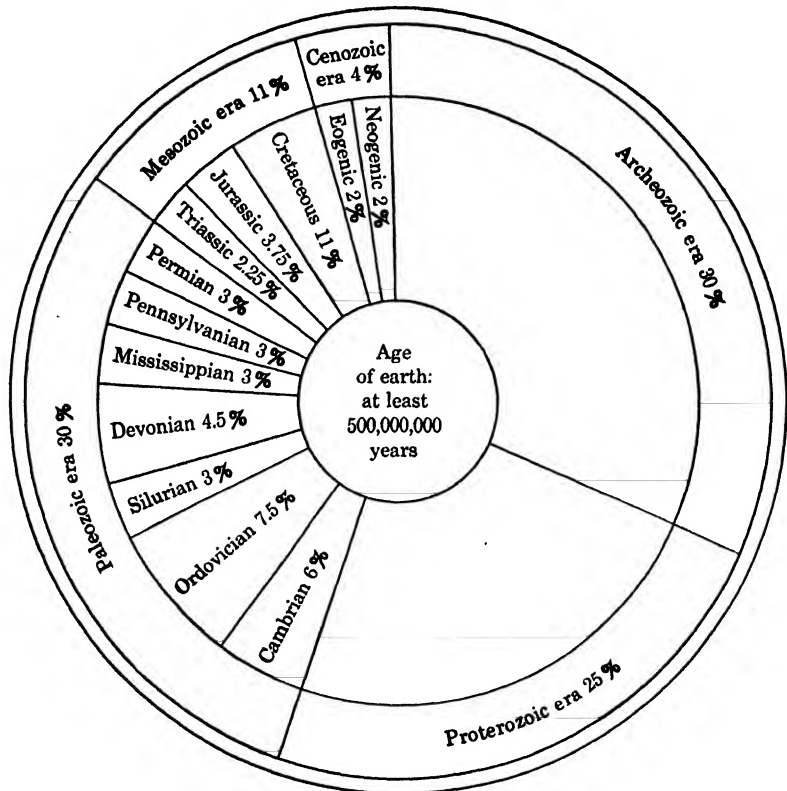 Cenozoic
era 4%
Mesozoic era 11%
Archeozoic era 30%
Neogenic 2%
Eogenic 2%
Cretaceous 11%
Jurassic 3.75%
Triassic 2.25%
Permian 3%
Pennsylvanian 3%
Mississippian 3%
Devonian 4.5%
Silurian 3%
Ordovician 7.5%
Cambrian 6%
Paleozoic era 30%
Proterozoic era 25%
Age
of earth:
at least
500,000,000
years